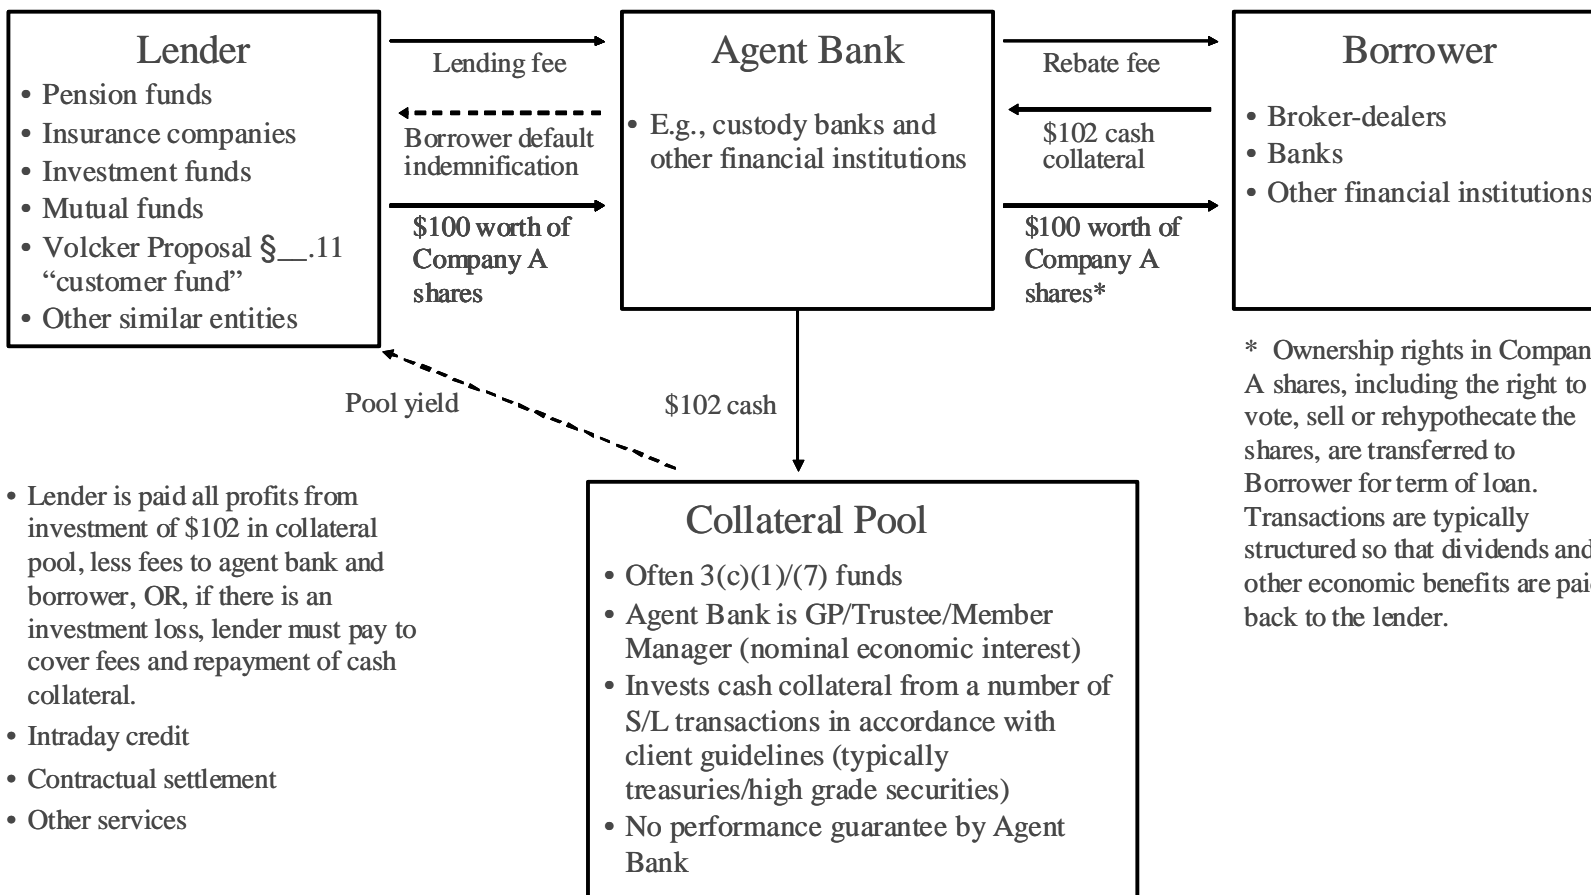 Lender
• Pension funds
• Insurance companies
• Investment funds
• Mutual funds
• Volcker Proposal §__.11
“customer fund”
• Other similar entities
Lending fee
Borrower default
indemnification
$100 worth of
Company A
shares
Agent Bank
• E.g., custody banks and
other financial institutions
Rebate fee
$102 cash
collateral
$100 worth of
Company A
shares*
Borrower
• Broker-dealers
• Banks
• Other financial institutions
* Ownership rights in Compan
A shares, including the right to
vote, sell or rehypothecate the
shares, are transferred to
Borrower for term of loan.
Transactions are typically
structured so that dividends and
other economic benefits are pai
back to the lender.
Pool yield
$102 cash
• Lender is paid all profits from
investment of $102 in collateral
pool, less fees to agent bank and
borrower, OR, if there is an
investment loss, lender must pay to
cover fees and repayment of cash
collateral.
• Intraday credit
• Contractual settlement
• Other services
Collateral Pool
• Often 3(c)(1)/(7) funds
• Agent Bank is GP/Trustee/Member
Manager (nominal economic interest)
• Invests cash collateral from a number of
S/L transactions in accordance with
client guidelines (typically
treasuries/high grade securities)
• No performance guarantee by Agent
Bank